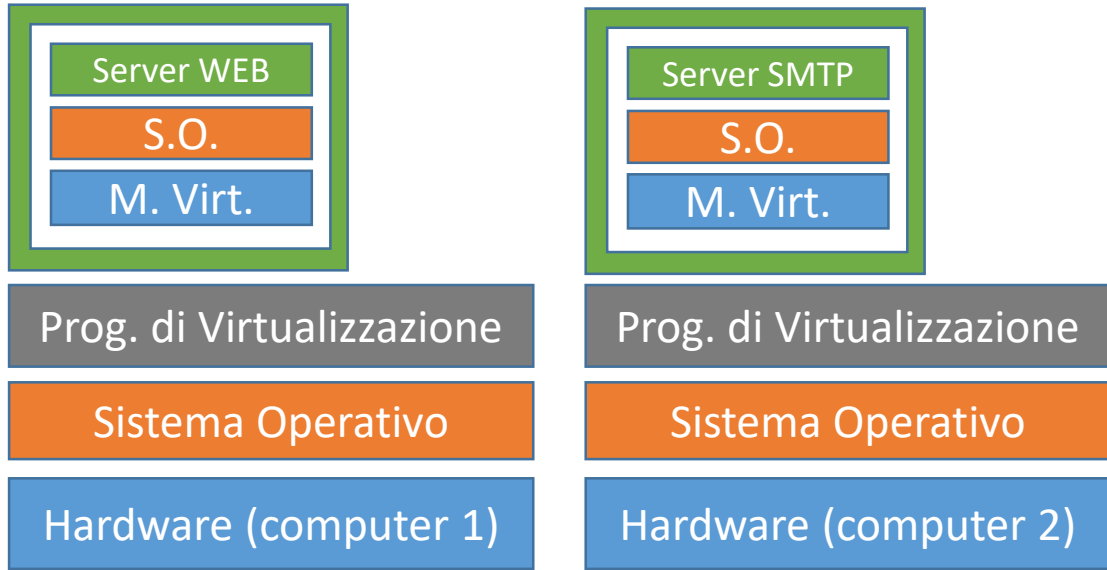 Server WEB
S.O.
M. Virt.
Prog. di Virtualizzazione
Sistema Operativo
Hardware (computer 1)
Server SMTP
S.O.
M. Virt.
Prog. di Virtualizzazione
Sistema Operativo
Hardware (computer 2)